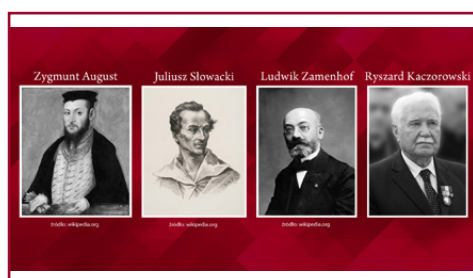 Zygmunt August
Juliusz Słowacki
Ludwik Zamenhof
Ryszard Kaczorowski
źródło: wikipedia.org
źródło: wikipedia.org
źródło: wikipedia.org